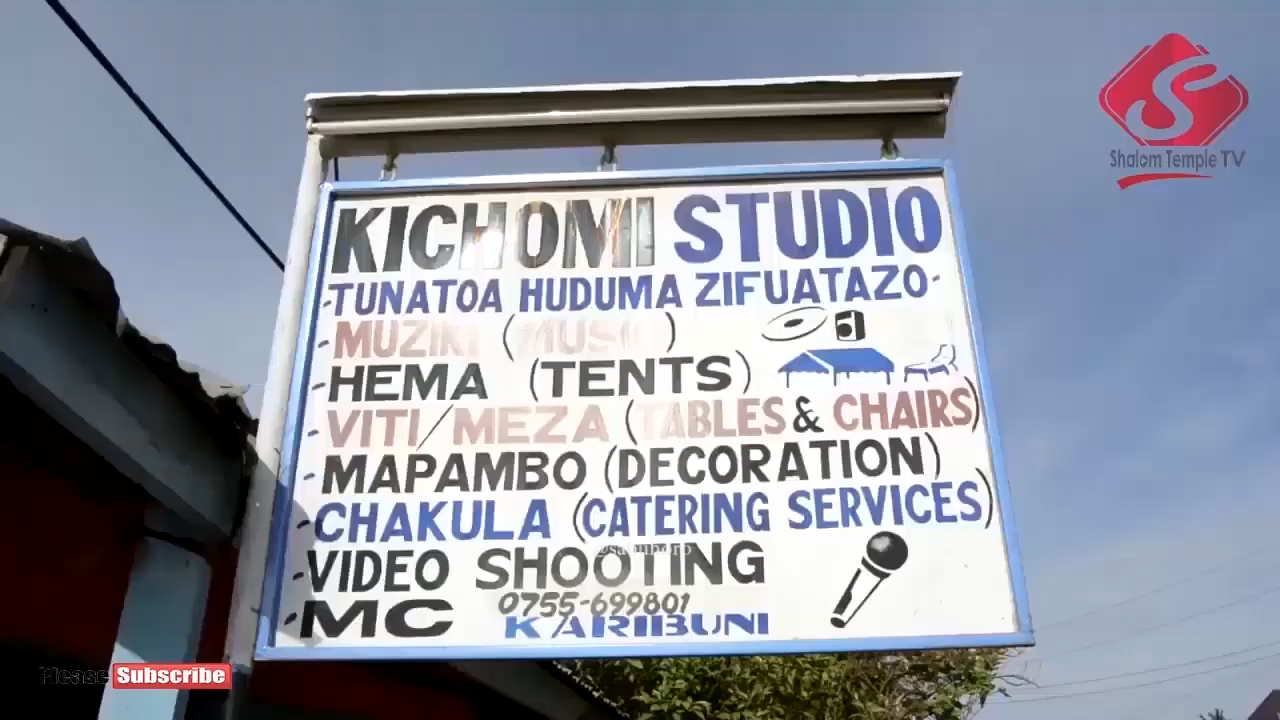 Shalom Temple TV
KICHOMI STUDIO
-TUNATOA HUDUMA ZIFUATAZO-
-MUZIKI (MUSIC)
-HEMA (TENTS)
-VITI/MEZA (TABLES & CHAIRS)
-MAPAMBO (DECORATION)
-CHAKULA (CATERING SERVICES)
-VIDEO SHOOTING
-MC 0755-699801
KARIBUNI
Please Subscribe